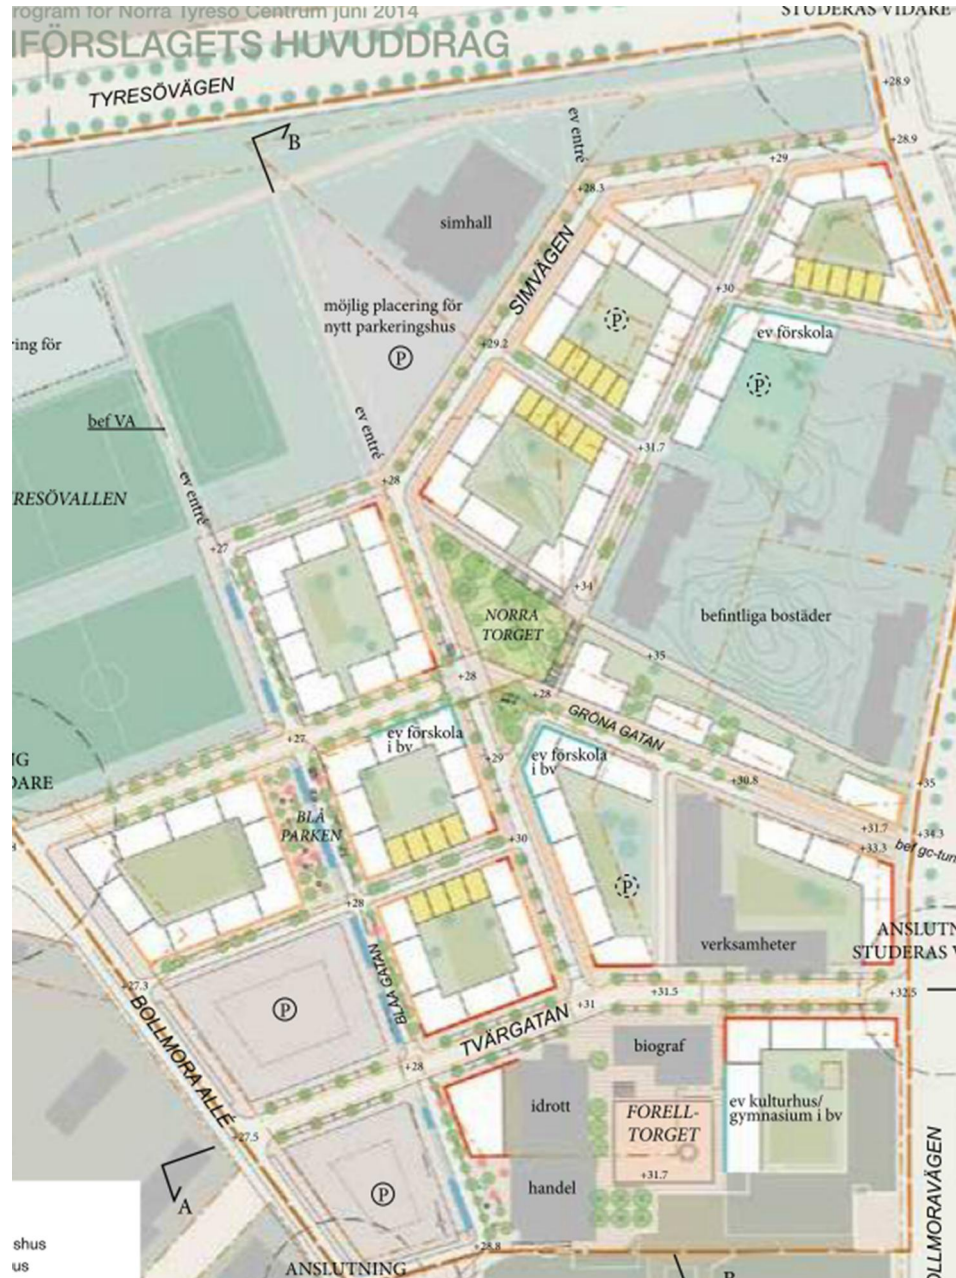 rogram för Norra Tyresö Centrum juni 2014
STUDERAS VIDARE
IFÖRSLAGETS HUVUDDRAG
TYRESÖVÄGEN
+28.9
B
ev entré
+28.9
+29
+28.3
simhall
SIMVÄGEN
+30
möjlig placering för
nytt parkeringshus
P
P
ev förskola
ring för
+29.2
P
bef VA
ev entré
+31.7
+28
RESÖVALLEN
ev entré
+27
+34
NORRA
TORGET
befintliga bostäder
+35
+28
+28
GRÖNA GATAN
+27
ev förskola
i bv
ev förskola
i bv
+29
NG
DARE
+30.8
+35
BLÅ
PARKEN
+30
+31.7
+34.3
+33.3
bef gc-tun
P
+28
ANSLUTN
STUDERAS V
verksamheter
BLÅA GATAN
+27.3
P
+31
+31.5
+32.5
BOLLMORA ALLÉ
TVÄRGATAN
biograf
+28
idrott
FORELL-
TORGET
ev kulturhus/
gymnasium i bv
+27.5
+31.7
OLLMORAVÄGEN
A
P
handel
shus
us
+28.8
ANSLUTNING
B